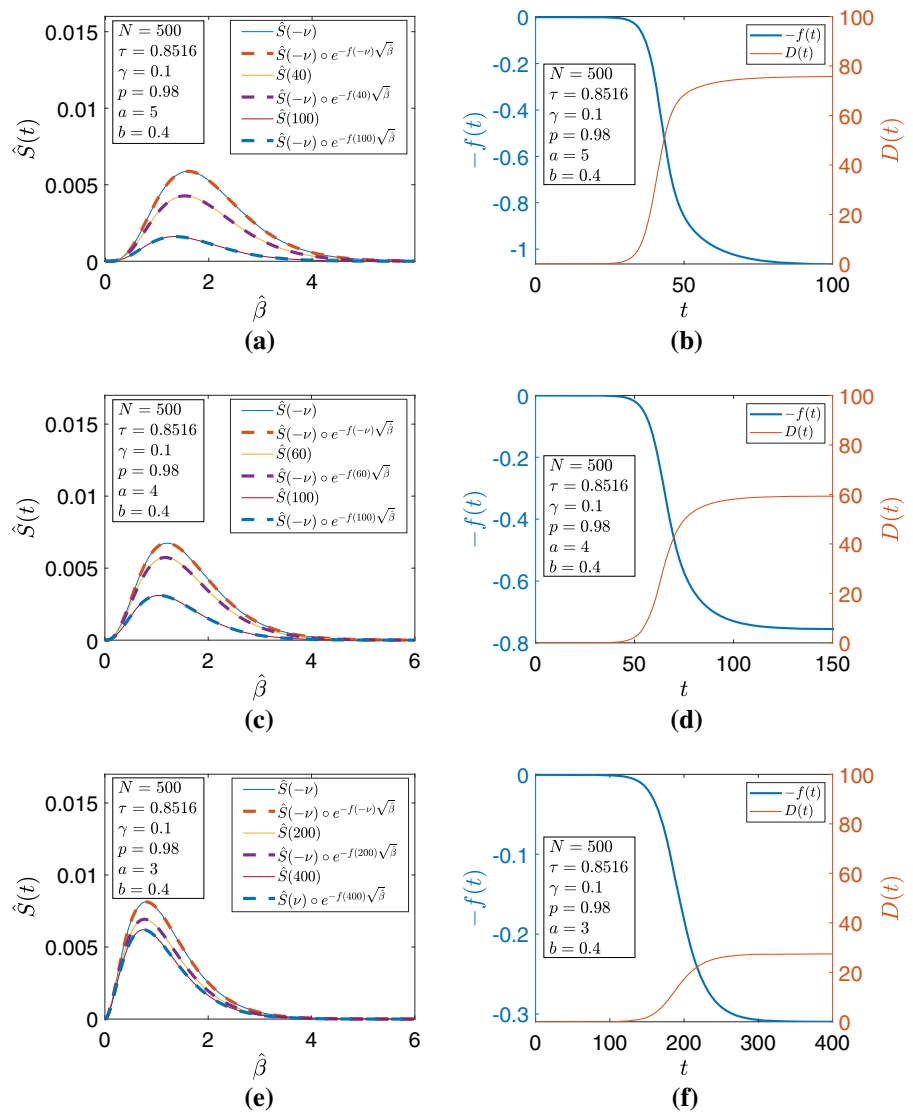 0.015
0.01
0.005
0
Ŝ(t)
N = 500
τ = 0.8516
γ = 0.1
p = 0.98
a = 5
b = 0.4
Ŝ(−ν)
Ŝ(−ν) ∘ e^{−f(−ν)√β̂}
Ŝ(40)
Ŝ(−ν) ∘ e^{−f(40)√β̂}
Ŝ(100)
Ŝ(−ν) ∘ e^{−f(100)√β̂}
0 2 4 6
β̂
(a)
0
-0.2
-0.4
-0.6
-0.8
-1
−f(t)
N = 500
τ = 0.8516
γ = 0.1
p = 0.98
a = 5
b = 0.4
−f(t)
D(t)
100
80
60
40
20
0
D(t)
0 50 100
t
(b)
0.015
0.01
0.005
0
Ŝ(t)
N = 500
τ = 0.8516
γ = 0.1
p = 0.98
a = 4
b = 0.4
Ŝ(−ν)
Ŝ(−ν) ∘ e^{−f(−ν)√β̂}
Ŝ(60)
Ŝ(−ν) ∘ e^{−f(60)√β̂}
Ŝ(100)
Ŝ(−ν) ∘ e^{−f(100)√β̂}
0 2 4 6
β̂
(c)
0
-0.2
-0.4
-0.6
-0.8
−f(t)
N = 500
τ = 0.8516
γ = 0.1
p = 0.98
a = 4
b = 0.4
−f(t)
D(t)
100
80
60
40
20
0
D(t)
0 50 100 150
t
(d)
0.015
0.01
0.005
0
Ŝ(t)
N = 500
τ = 0.8516
γ = 0.1
p = 0.98
a = 3
b = 0.4
Ŝ(−ν)
Ŝ(−ν) ∘ e^{−f(−ν)√β̂}
Ŝ(200)
Ŝ(−ν) ∘ e^{−f(200)√β̂}
Ŝ(400)
Ŝ(ν) ∘ e^{−f(400)√β̂}
0 2 4 6
β̂
(e)
0
-0.1
-0.2
-0.3
−f(t)
N = 500
τ = 0.8516
γ = 0.1
p = 0.98
a = 3
b = 0.4
−f(t)
D(t)
100
80
60
40
20
0
D(t)
0 100 200 300 400
t
(f)